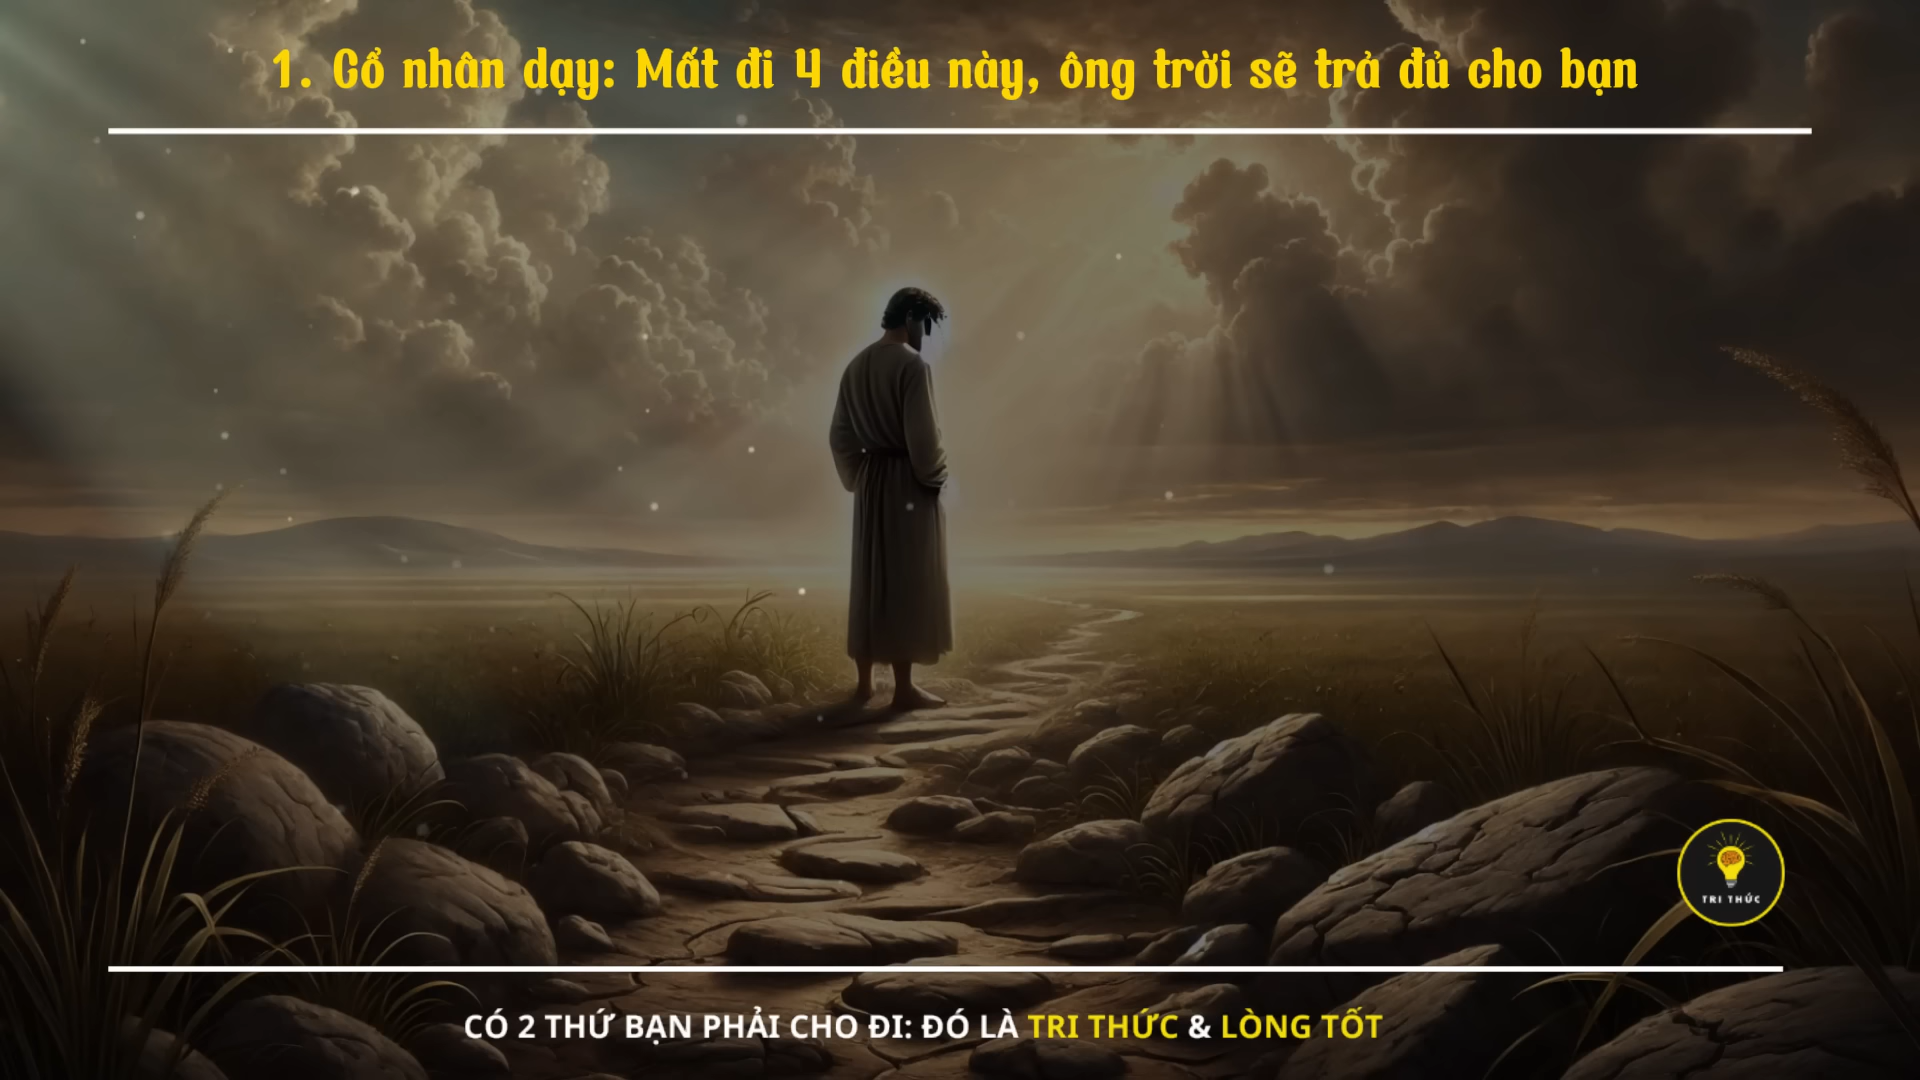 1. Cổ nhân dạy: Mất đi 4 điều này, ông trời sẽ trả đủ cho bạn
TRI THỨC
CÓ 2 THỨ BẠN PHẢI CHO ĐI: ĐÓ LÀ TRI THỨC & LÒNG TỐT